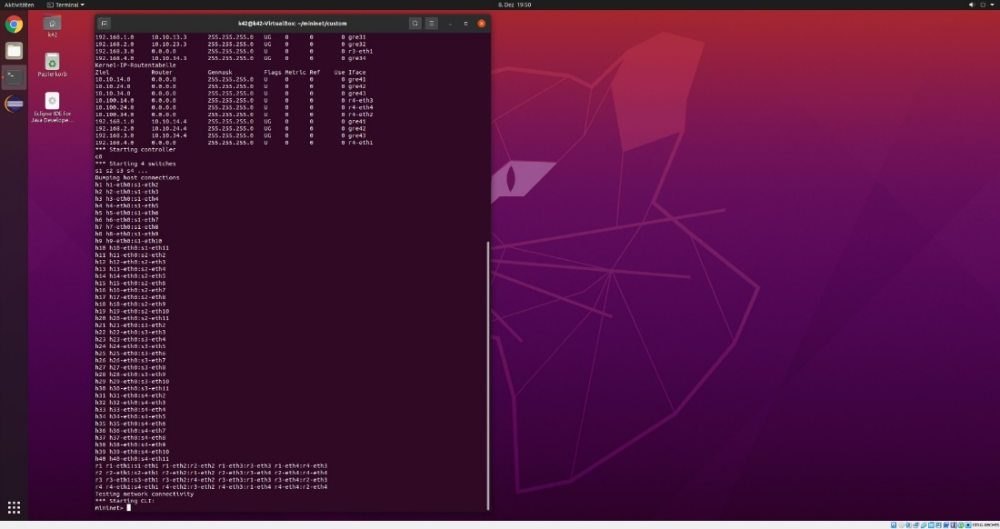 Aktivitäten
Terminal
8. Dez 19:50
k42
Papierkorb
Eclipse IDE for
Java Develope...
k42@k42-VirtualBox: ~/mininet/custom
192.168.1.0 10.10.13.3 255.255.255.0 UG 0 0 0 gre31
192.168.2.0 10.10.23.3 255.255.255.0 UG 0 0 0 gre32
192.168.3.0 0.0.0.0 255.255.255.0 U 0 0 0 r3-eth1
192.168.4.0 10.10.34.3 255.255.255.0 UG 0 0 0 gre34
Kernel-IP-Routentabelle
Ziel Router Genmask Flags Metric Ref Use Iface
10.10.14.0 0.0.0.0 255.255.255.0 U 0 0 0 gre41
10.10.24.0 0.0.0.0 255.255.255.0 U 0 0 0 gre42
10.10.34.0 0.0.0.0 255.255.255.0 U 0 0 0 gre43
10.100.14.0 0.0.0.0 255.255.255.0 U 0 0 0 r4-eth3
10.100.24.0 0.0.0.0 255.255.255.0 U 0 0 0 r4-eth4
10.100.34.0 0.0.0.0 255.255.255.0 U 0 0 0 r4-eth2
192.168.1.0 10.10.14.4 255.255.255.0 UG 0 0 0 gre41
192.168.2.0 10.10.24.4 255.255.255.0 UG 0 0 0 gre42
192.168.3.0 10.10.34.4 255.255.255.0 UG 0 0 0 gre43
192.168.4.0 0.0.0.0 255.255.255.0 U 0 0 0 r4-eth1
*** Starting controller
c0
*** Starting 4 switches
s1 s2 s3 s4 ...
Dumping host connections
h1 h1-eth0:s1-eth2
h2 h2-eth0:s1-eth3
h3 h3-eth0:s1-eth4
h4 h4-eth0:s1-eth5
h5 h5-eth0:s1-eth6
h6 h6-eth0:s1-eth7
h7 h7-eth0:s1-eth8
h8 h8-eth0:s1-eth9
h9 h9-eth0:s1-eth10
h10 h10-eth0:s1-eth11
h11 h11-eth0:s2-eth2
h12 h12-eth0:s2-eth3
h13 h13-eth0:s2-eth4
h14 h14-eth0:s2-eth5
h15 h15-eth0:s2-eth6
h16 h16-eth0:s2-eth7
h17 h17-eth0:s2-eth8
h18 h18-eth0:s2-eth9
h19 h19-eth0:s2-eth10
h20 h20-eth0:s2-eth11
h21 h21-eth0:s3-eth2
h22 h22-eth0:s3-eth3
h23 h23-eth0:s3-eth4
h24 h24-eth0:s3-eth5
h25 h25-eth0:s3-eth6
h26 h26-eth0:s3-eth7
h27 h27-eth0:s3-eth8
h28 h28-eth0:s3-eth9
h29 h29-eth0:s3-eth10
h30 h30-eth0:s3-eth11
h31 h31-eth0:s4-eth2
h32 h32-eth0:s4-eth3
h33 h33-eth0:s4-eth4
h34 h34-eth0:s4-eth5
h35 h35-eth0:s4-eth6
h36 h36-eth0:s4-eth7
h37 h37-eth0:s4-eth8
h38 h38-eth0:s4-eth9
h39 h39-eth0:s4-eth10
h40 h40-eth0:s4-eth11
r1 r1-eth1:s1-eth1 r1-eth2:r2-eth2 r1-eth3:r3-eth3 r1-eth4:r4-eth3
r2 r2-eth1:s2-eth1 r2-eth2:r1-eth2 r2-eth3:r3-eth2 r2-eth4:r4-eth4
r3 r3-eth1:s3-eth1 r3-eth2:r2-eth3 r3-eth3:r1-eth3 r3-eth4:r4-eth2
r4 r4-eth1:s4-eth1 r4-eth2:r3-eth4 r4-eth3:r1-eth4 r4-eth4:r2-eth4
Testing network connectivity
*** Starting CLI:
mininet>
STRG-RECHTS